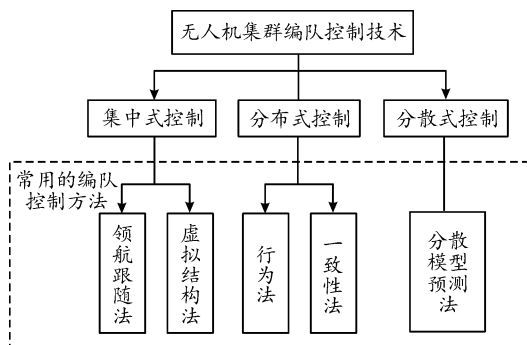 无人机集群编队控制技术
集中式控制
分布式控制
分散式控制
常用的编队
控制方法
领航跟随法
虚拟结构法
行为法
一致性法
分散
模型
预测
法